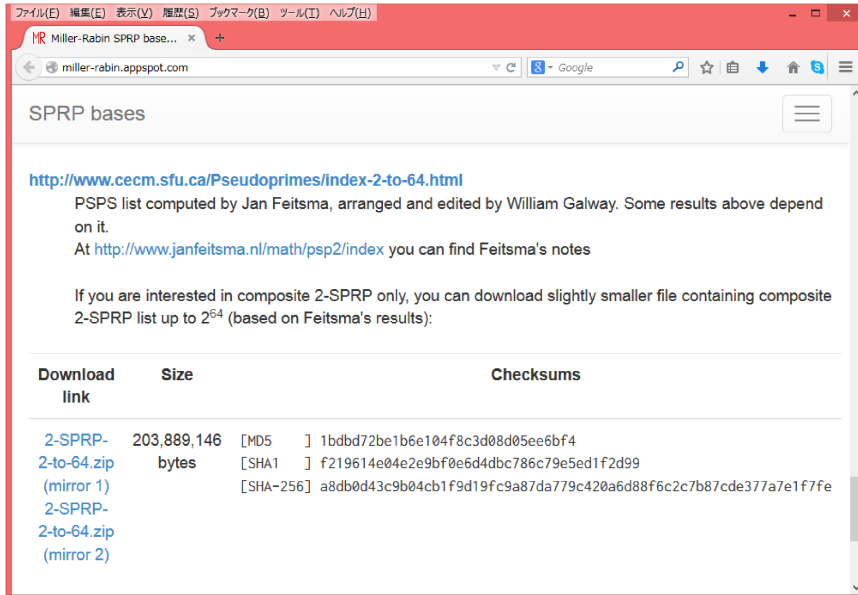 ファイル(F) 編集(E) 表示(V) 履歴(S) ブックマーク(B) ツール(T) ヘルプ(H)
MR Miller-Rabin SPRP base... × +
miller-rabin.appspot.com
8 Google
SPRP bases
http://www.cecm.sfu.ca/Pseudoprimes/index-2-to-64.html
PSPS list computed by Jan Feitsma, arranged and edited by William Galway. Some results above depend
on it.
At http://www.janfeitsma.nl/math/psp2/index you can find Feitsma's notes
If you are interested in composite 2-SPRP only, you can download slightly smaller file containing composite
2-SPRP list up to 2^64 (based on Feitsma's results):
Download
link
Size
Checksums
2-SPRP-
2-to-64.zip
(mirror 1)
2-SPRP-
2-to-64.zip
(mirror 2)
203,889,146
bytes
[MD5 ] 1bdbd72be1b6e104f8c3d08d05ee6bf4
[SHA1 ] f219614e04e2e9bf0e6d4dbc786c79e5ed1f2d99
[SHA-256] a8db0d43c9b04cb1f9d19fc9a87da779c420a6d88f6c2c7b87cde377a7e1f7fe